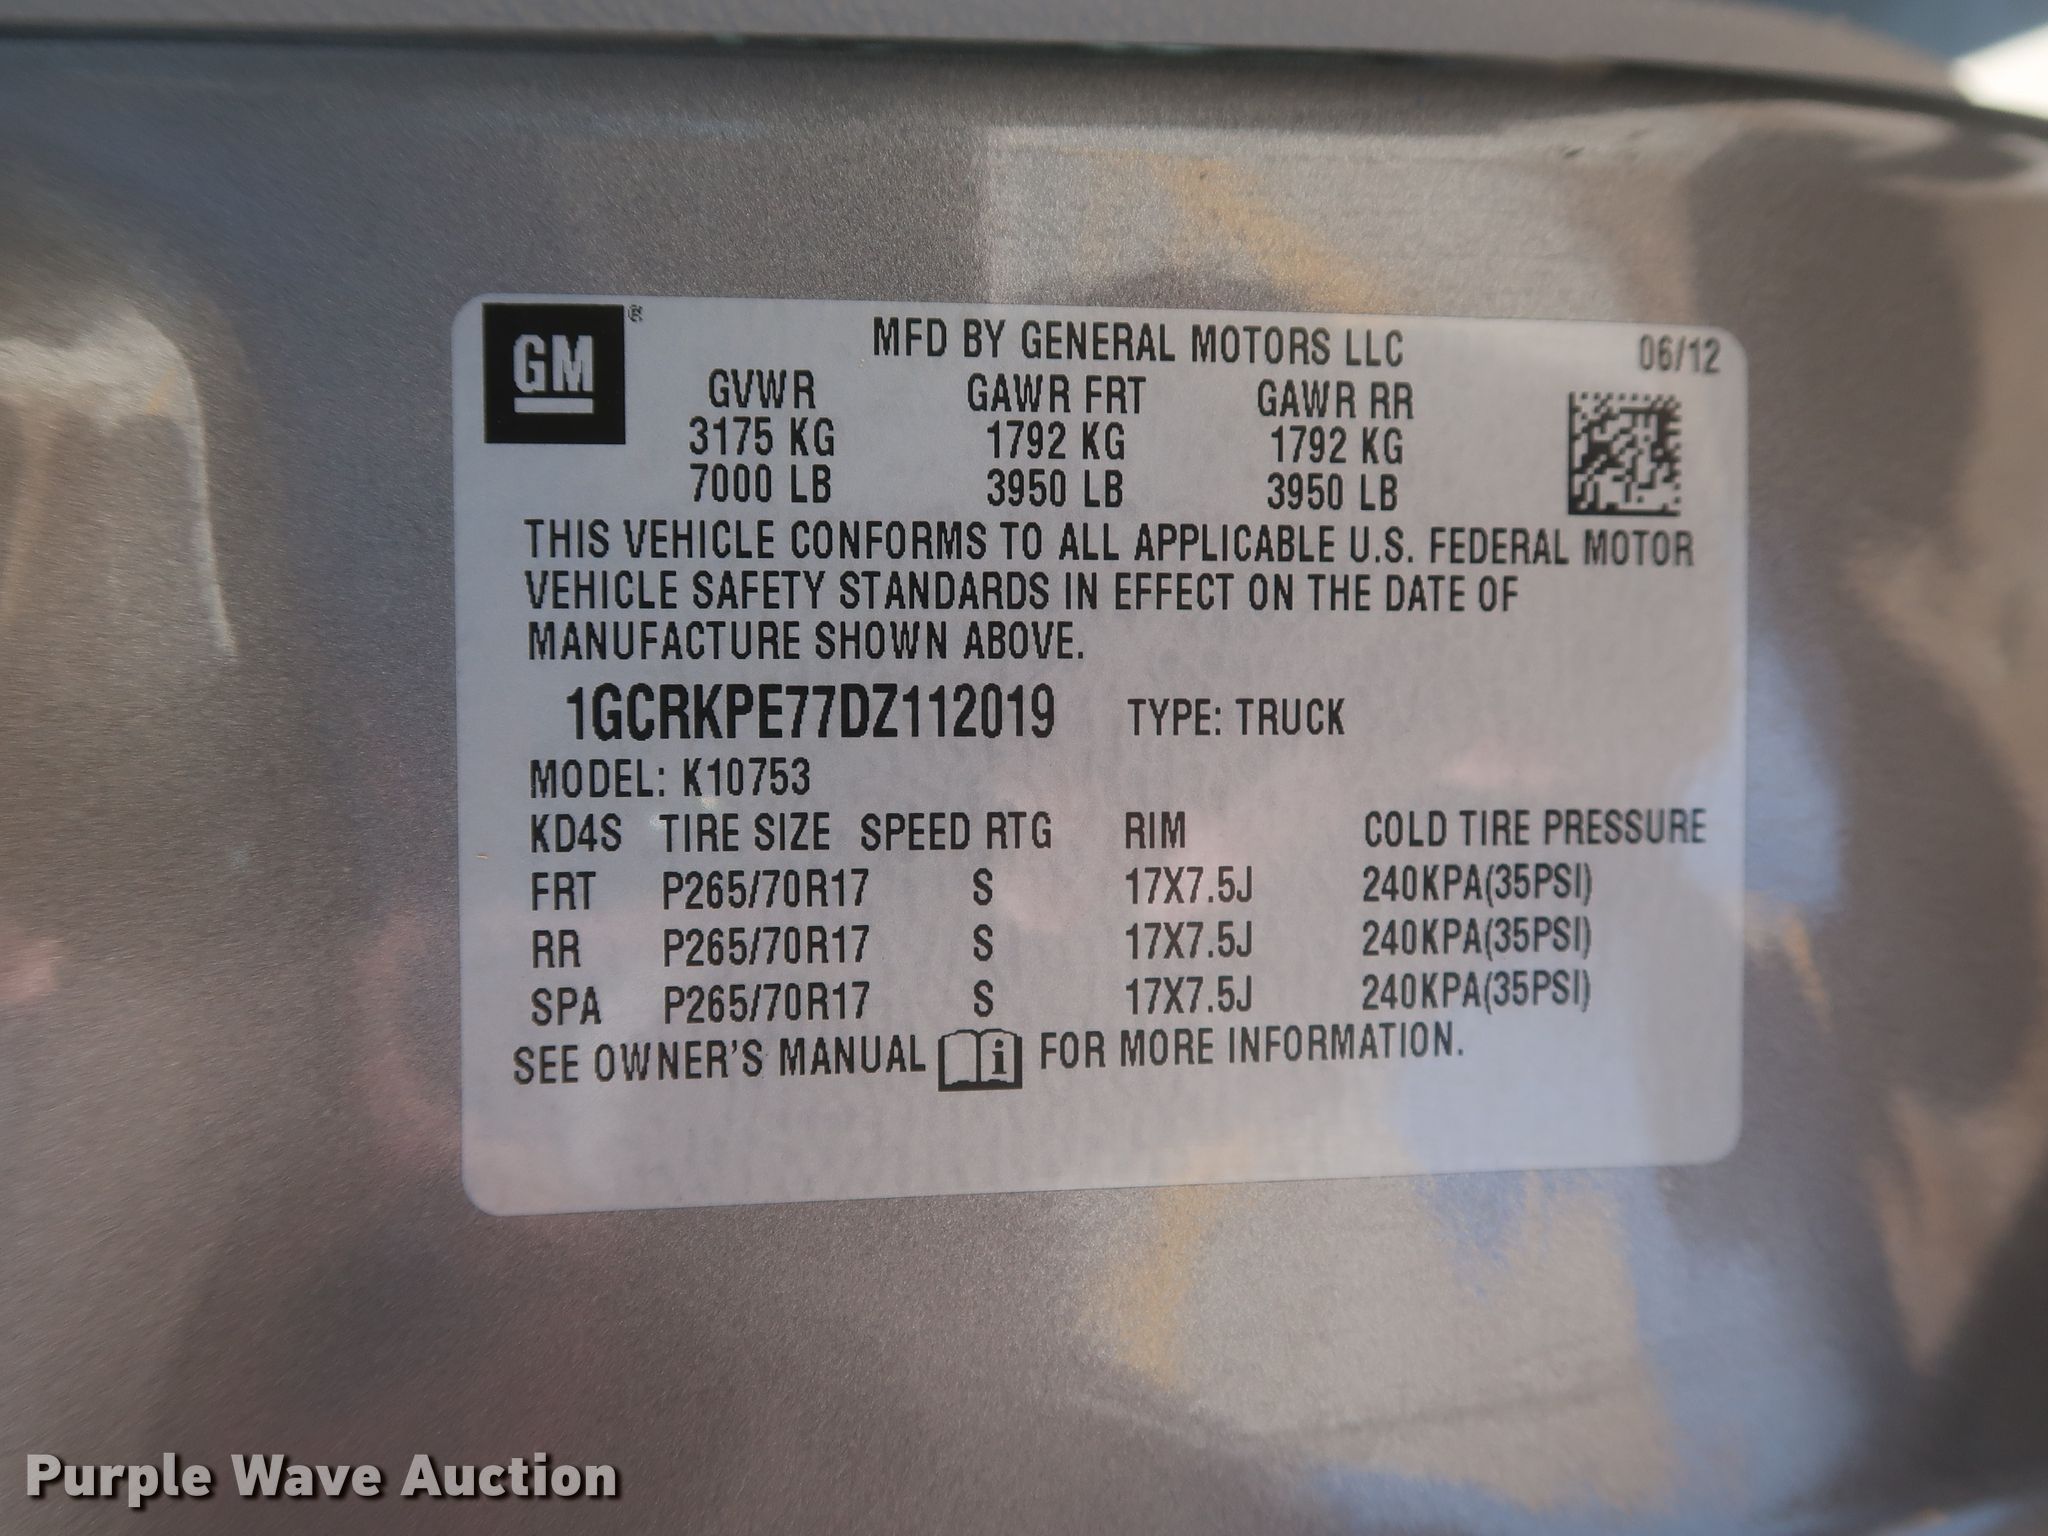 GM ®
MFD BY GENERAL MOTORS LLC 06/12
GVWR GAWR FRT GAWR RR
3175 KG 1792 KG 1792 KG
7000 LB 3950 LB 3950 LB
THIS VEHICLE CONFORMS TO ALL APPLICABLE U.S. FEDERAL MOTOR
VEHICLE SAFETY STANDARDS IN EFFECT ON THE DATE OF
MANUFACTURE SHOWN ABOVE.
1GCRKPE77DZ112019 TYPE: TRUCK
MODEL: K10753
KD4S TIRE SIZE SPEED RTG RIM COLD TIRE PRESSURE
FRT P265/70R17 S 17X7.5J 240KPA(35PSI)
RR P265/70R17 S 17X7.5J 240KPA(35PSI)
SPA P265/70R17 S 17X7.5J 240KPA(35PSI)
SEE OWNER'S MANUAL i FOR MORE INFORMATION.
Purple Wave Auction